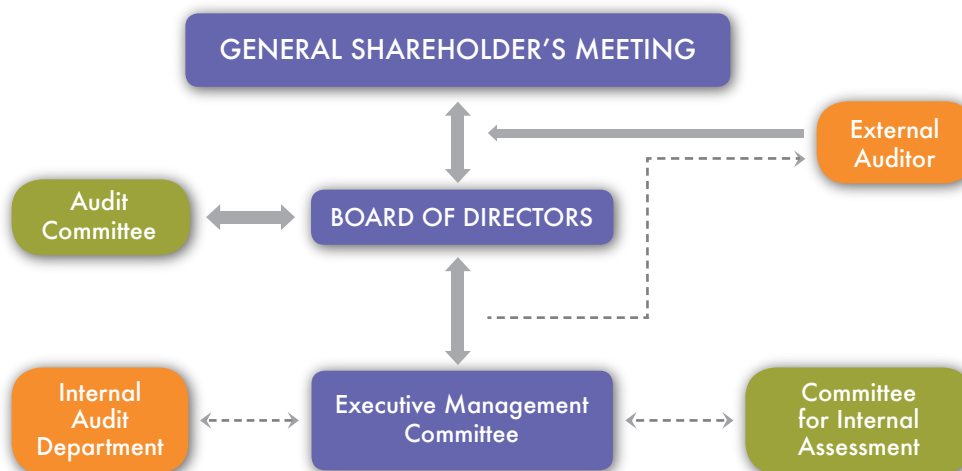 GENERAL SHAREHOLDER’S MEETING
External
Auditor
Audit
Committee
BOARD OF DIRECTORS
Internal
Audit
Department
Executive Management
Committee
Committee
for Internal
Assessment